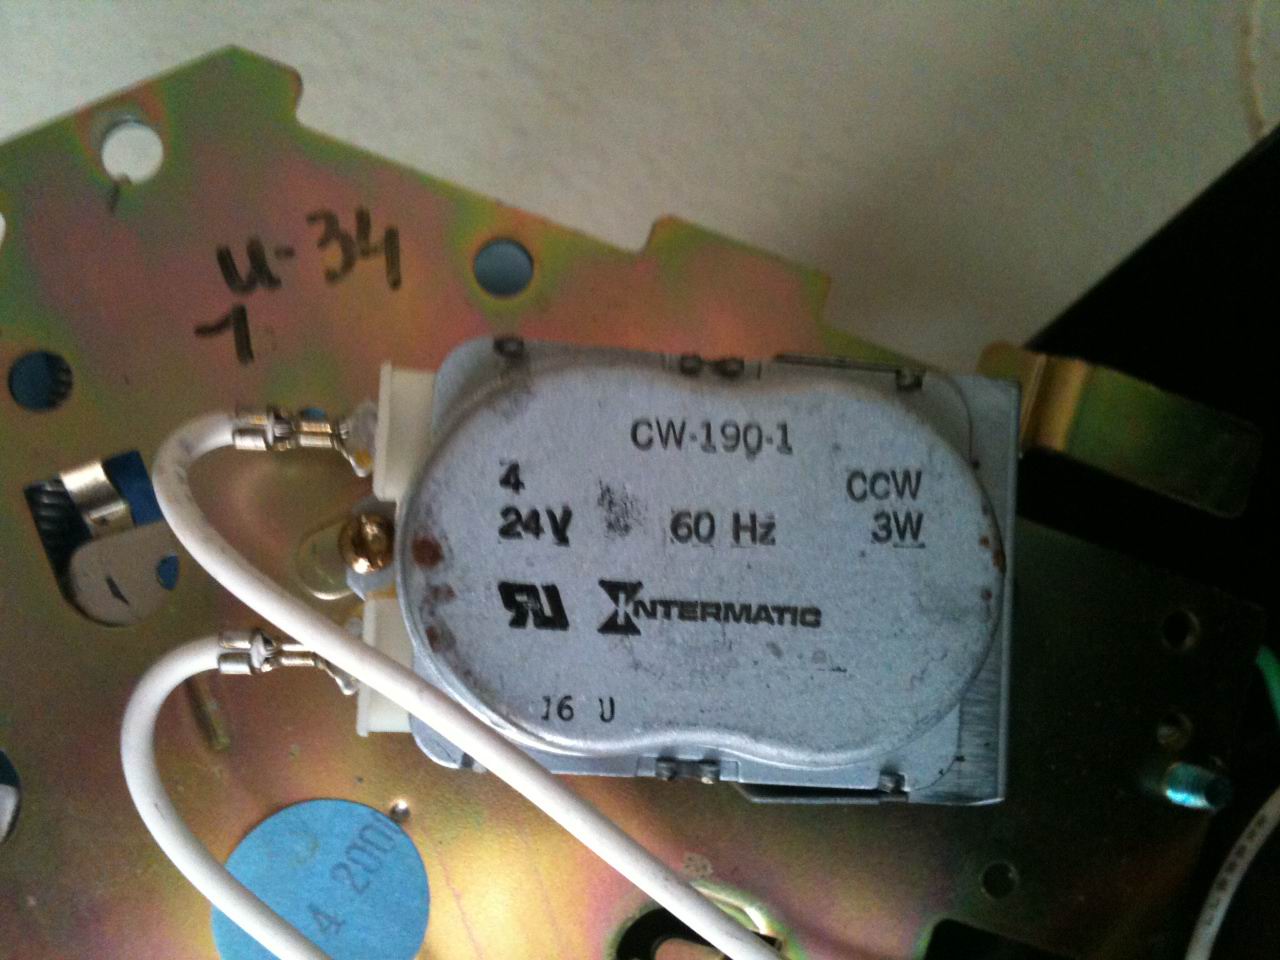 u-34
1
CW-190-1
4
CCW
24V 60 Hz 3W
INTERMATIC
16 U
4 2001